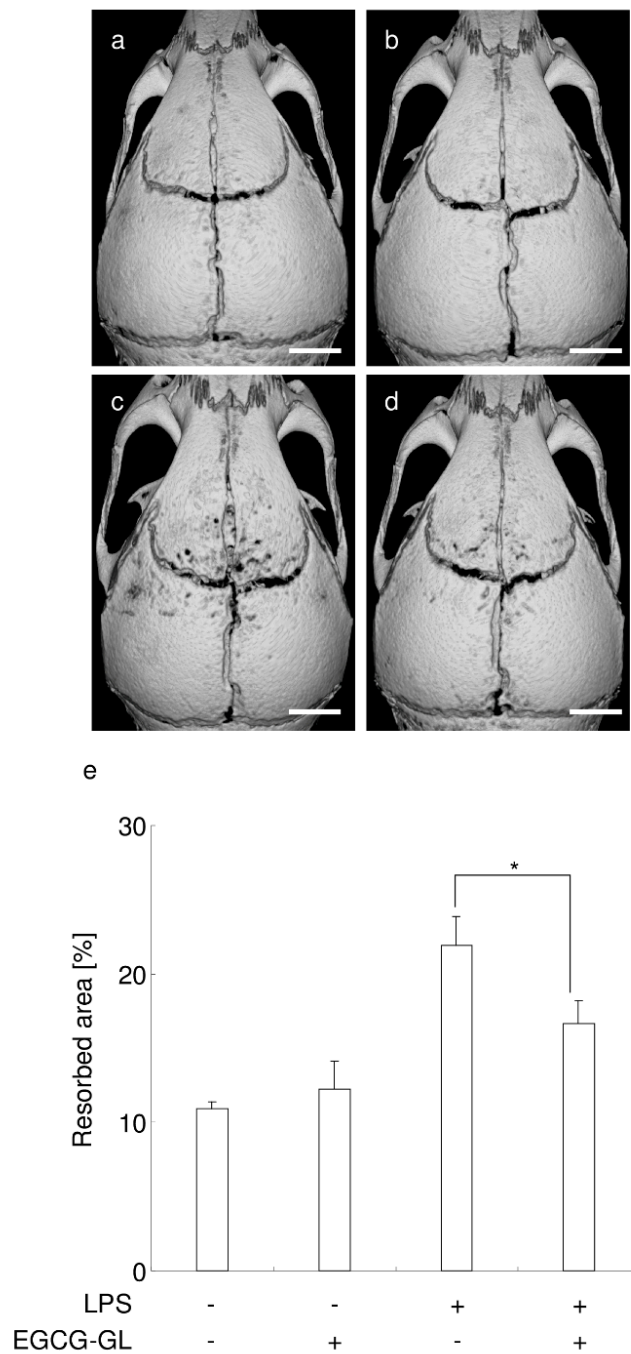 a
b
c
d
e
30
20
10
0
Resorbed area [%]
*
LPS - - + +
EGCG-GL - + - +